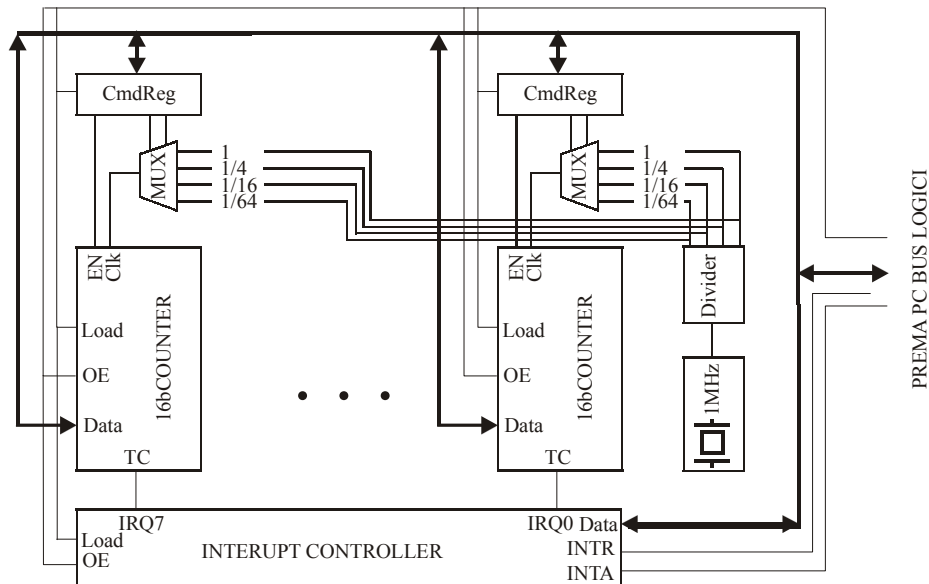 CmdReg
CmdReg
MUX
1
1/4
1/16
1/64
MUX
1
1/4
1/16
1/64
EN
Clk
Load
OE
Data
16bCOUNTER
TC
EN
Clk
Load
OE
Data
16bCOUNTER
TC
Divider
1MHz
PREMA PC BUS LOGICI
IRQ7
IRQ0
Data
Load
OE
INTERUPT CONTROLLER
INTR
INTA